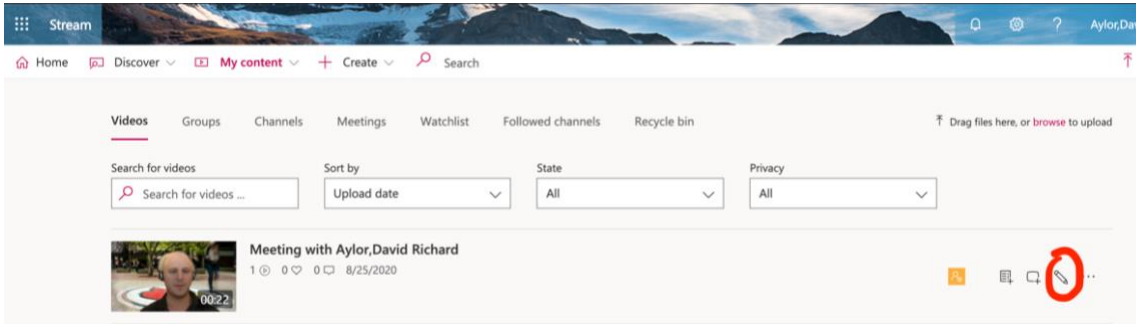 Stream ? Aylor,Da
Home Discover My content Create Search
Videos Groups Channels Meetings Watchlist Followed channels Recycle bin Drag files here, or browse to upload
Search for videos Sort by State Privacy
Search for videos ... Upload date All All
Meeting with Aylor,David Richard
1 0 0 8/25/2020
00:22